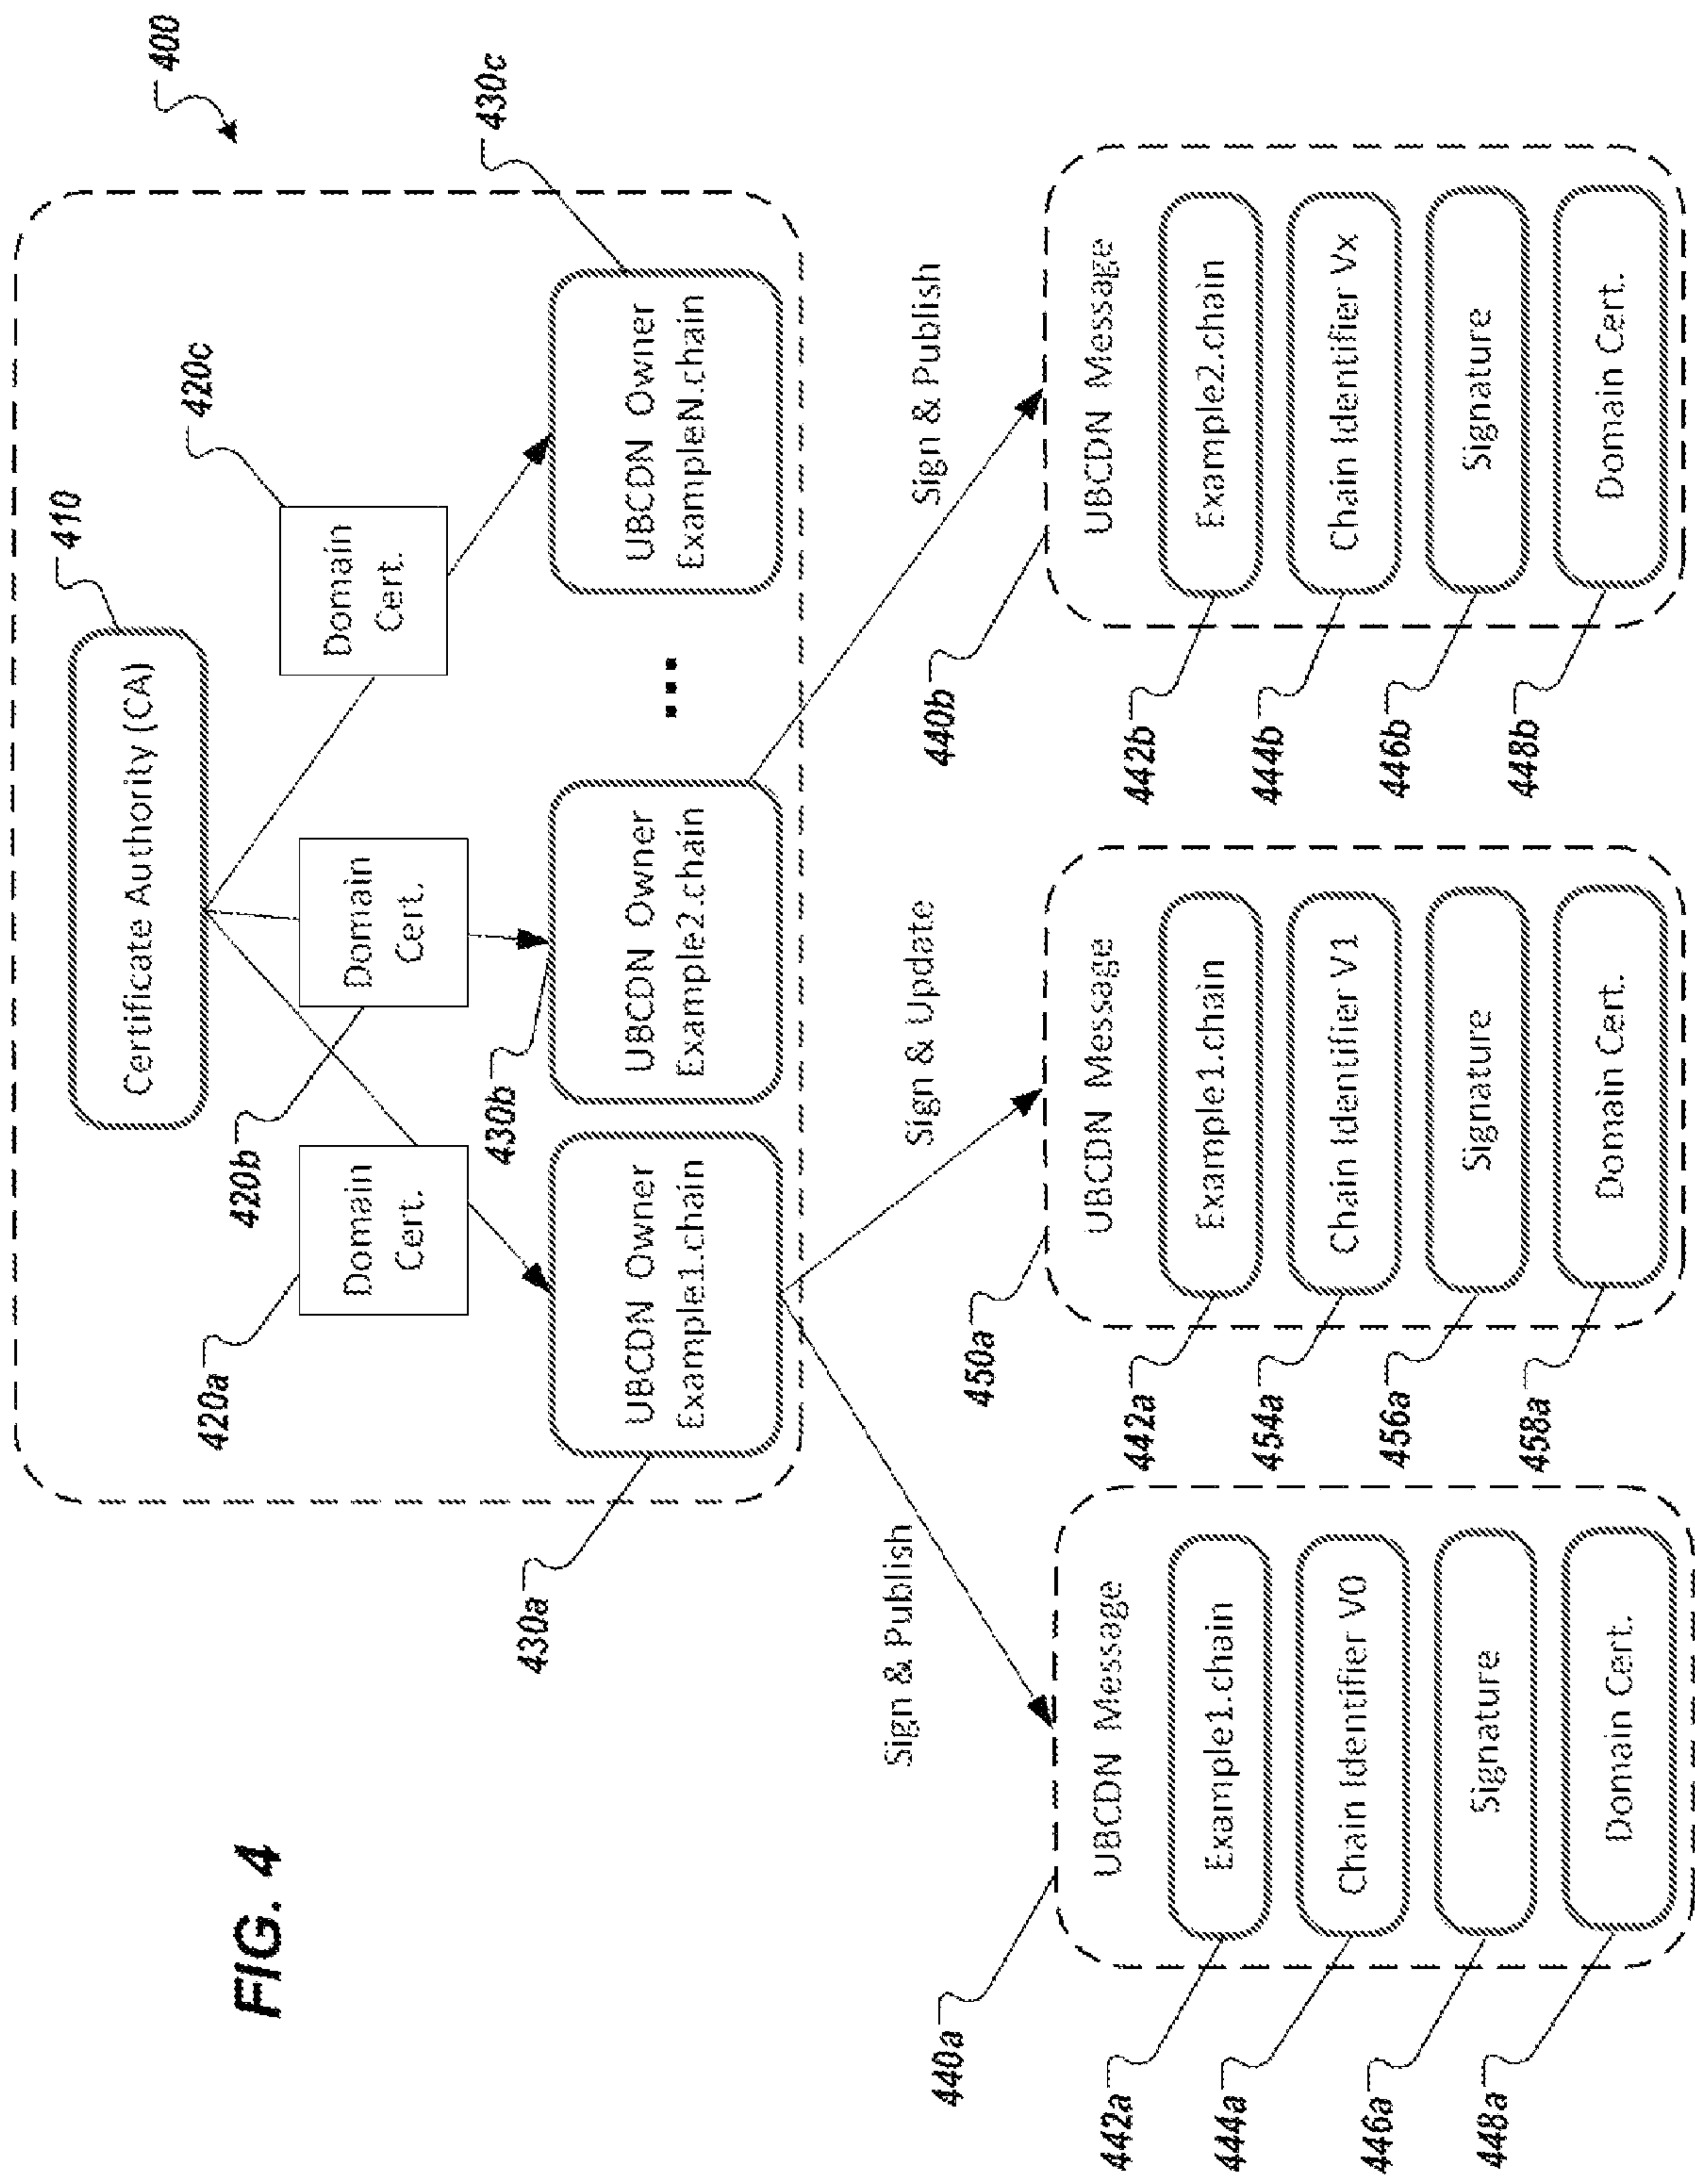 FIG. 4
400
410
Certificate Authority (CA)
420a
420b
420c
Domain
Cert.
Domain
Cert.
Domain
Cert.
430a
430b
430c
UBCDN Owner
Example1.chain
UBCDN Owner
Example2.chain
...
UBCDN Owner
ExampleN.chain
Sign & Publish
Sign & Update
Sign & Publish
440a
UBCDN Message
442a
Example1.chain
444a
Chain Identifier V0
446a
Signature
448a
Domain Cert.
450a
UBCDN Message
442a
Example1.chain
454a
Chain Identifier V1
456a
Signature
458a
Domain Cert.
440b
UBCDN Message
442b
Example2.chain
444b
Chain Identifier Vx
446b
Signature
448b
Domain Cert.